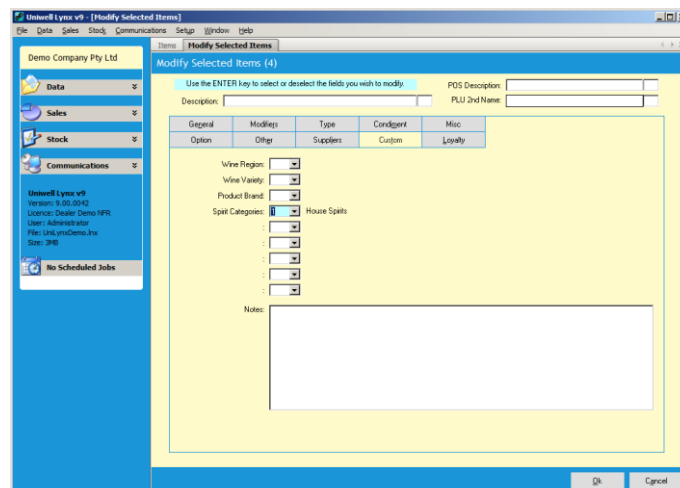 Uniwell Lynx v9 - [Modify Selected Items]
File Data Sales Stock Communications Setup Window Help
Items Modify Selected Items
Demo Company Pty Ltd
Modify Selected Items (4)
Use the ENTER key to select or deselect the fields you wish to modify.
POS Description:
Description:
PLU 2nd Name:
Data
Sales
Stock
Communications
General Modifiers Type Condiment Misc
Option Other Suppliers Custom Loyalty
Wine Region:
Wine Variety:
Product Brand:
Spirit Categories: 1 House Spirits
:
:
:
:
:
Notes:
Uniwell Lynx v9
Version: 9.00.0042
Licence: Dealer Demo NFR
User: Administrator
File: UniLynxDemo.lnx
Size: 3MB
No Scheduled Jobs
Ok Cancel